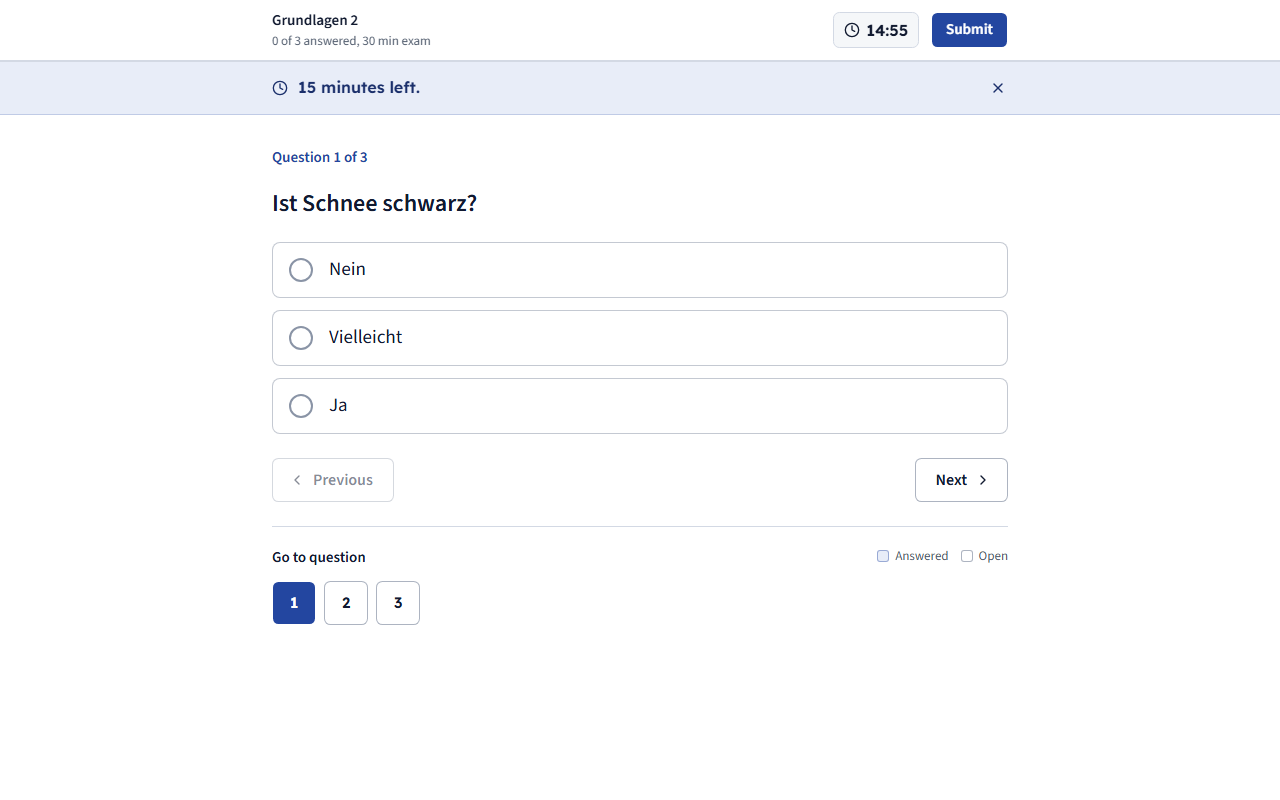 Grundlagen 2
0 of 3 answered, 30 min exam
14:55
Submit
15 minutes left.
Question 1 of 3
Ist Schnee schwarz?
Nein
Vielleicht
Ja
Previous
Next
Go to question
Answered
Open
1
2
3